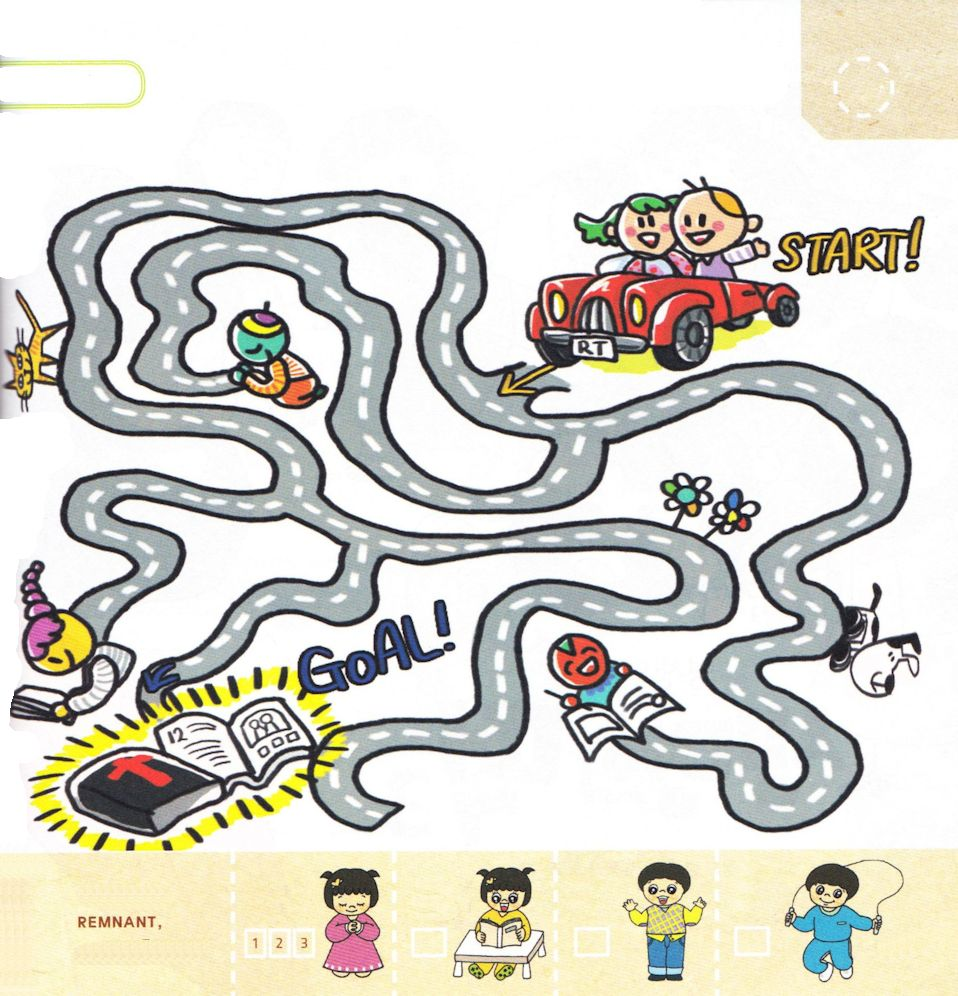 START!
RT
GOAL!
12
REMNANT,
1 2 3